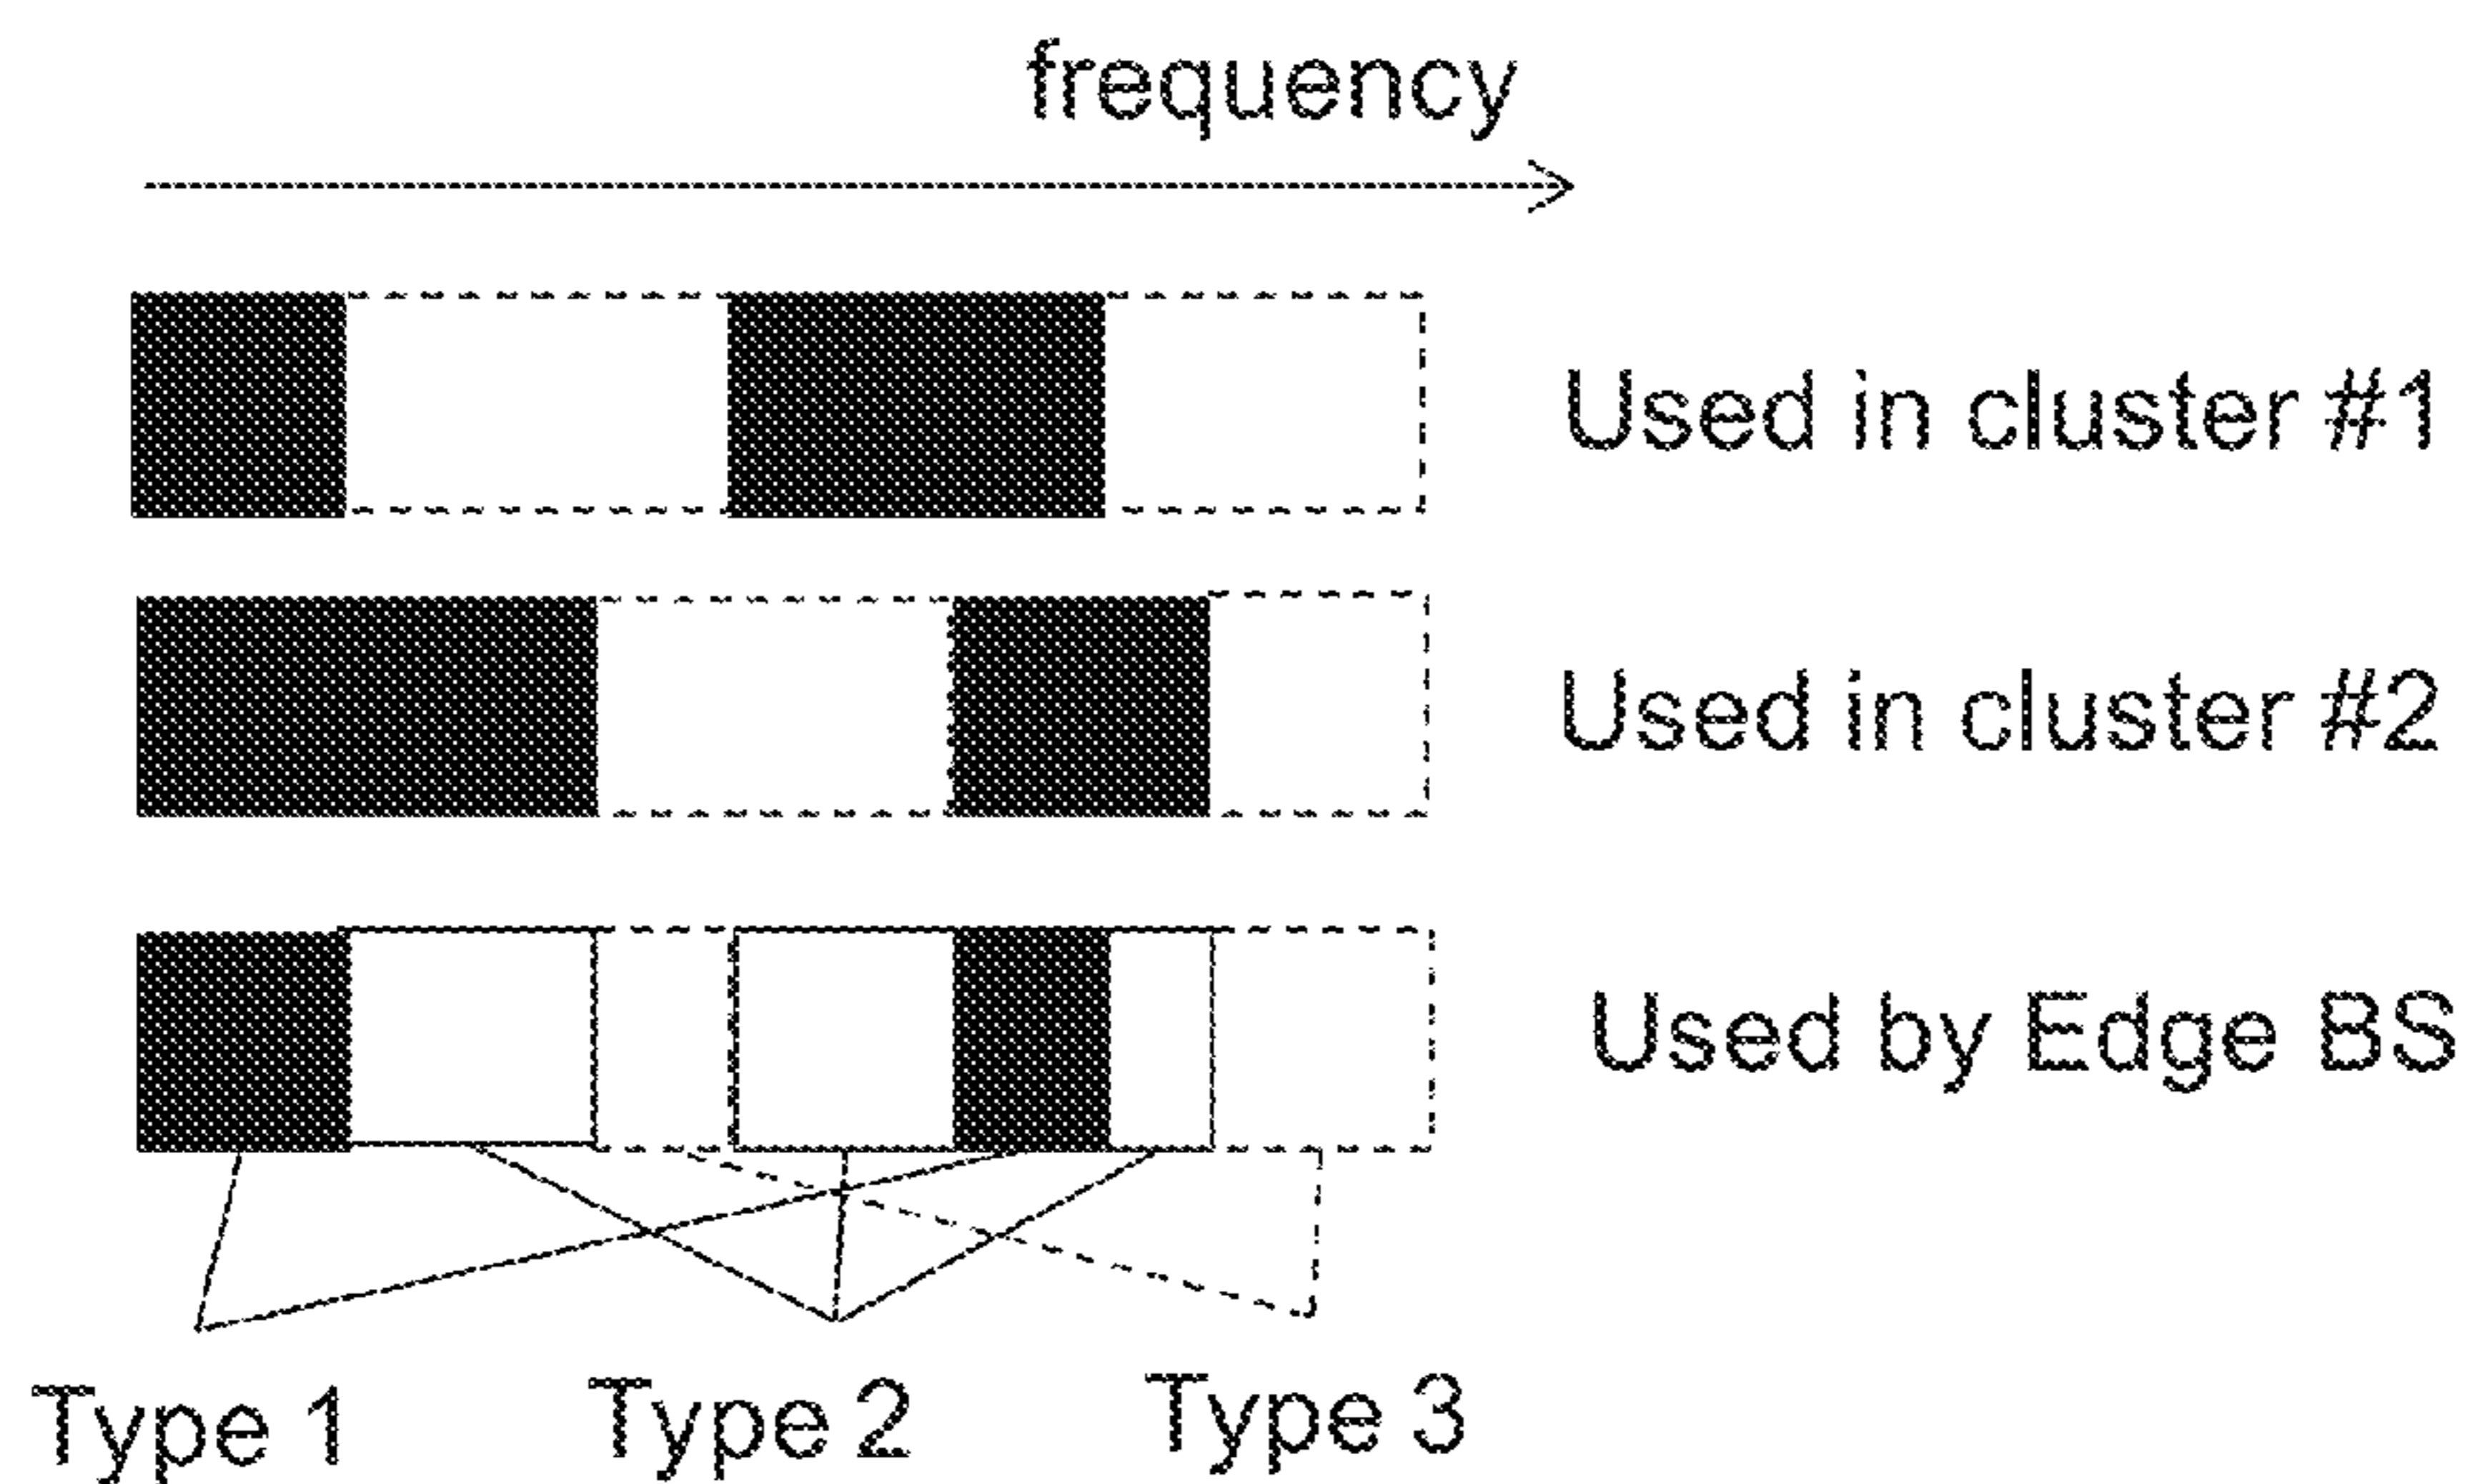 frequency
Used in cluster #1
Used in cluster #2
Used by Edge BS
Type 1 Type 2 Type 3